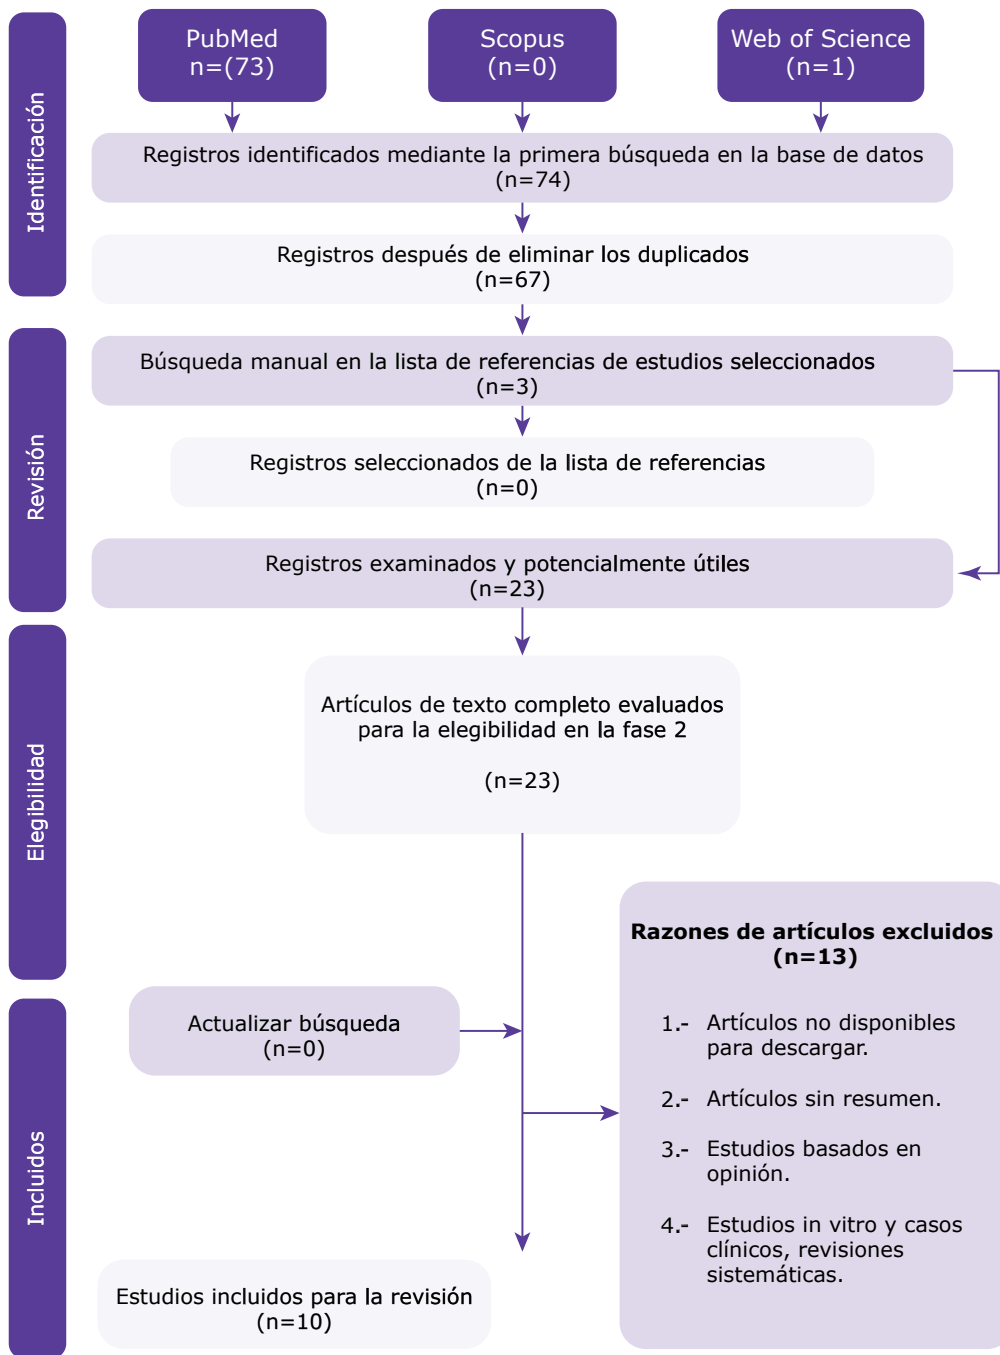 Identificación
PubMed
n=(73)
Scopus
(n=0)
Web of Science
(n=1)
Registros identificados mediante la primera búsqueda en la base de datos
(n=74)
Registros después de eliminar los duplicados
(n=67)
Revisión
Búsqueda manual en la lista de referencias de estudios seleccionados
(n=3)
Registros seleccionados de la lista de referencias
(n=0)
Registros examinados y potencialmente útiles
(n=23)
Elegibilidad
Artículos de texto completo evaluados
para la elegibilidad en la fase 2
(n=23)
Razones de artículos excluidos
(n=13)
1.- Artículos no disponibles
para descargar.
2.- Artículos sin resumen.
3.- Estudios basados en
opinión.
4.- Estudios in vitro y casos
clínicos, revisiones
sistemáticas.
Incluidos
Actualizar búsqueda
(n=0)
Estudios incluidos para la revisión
(n=10)